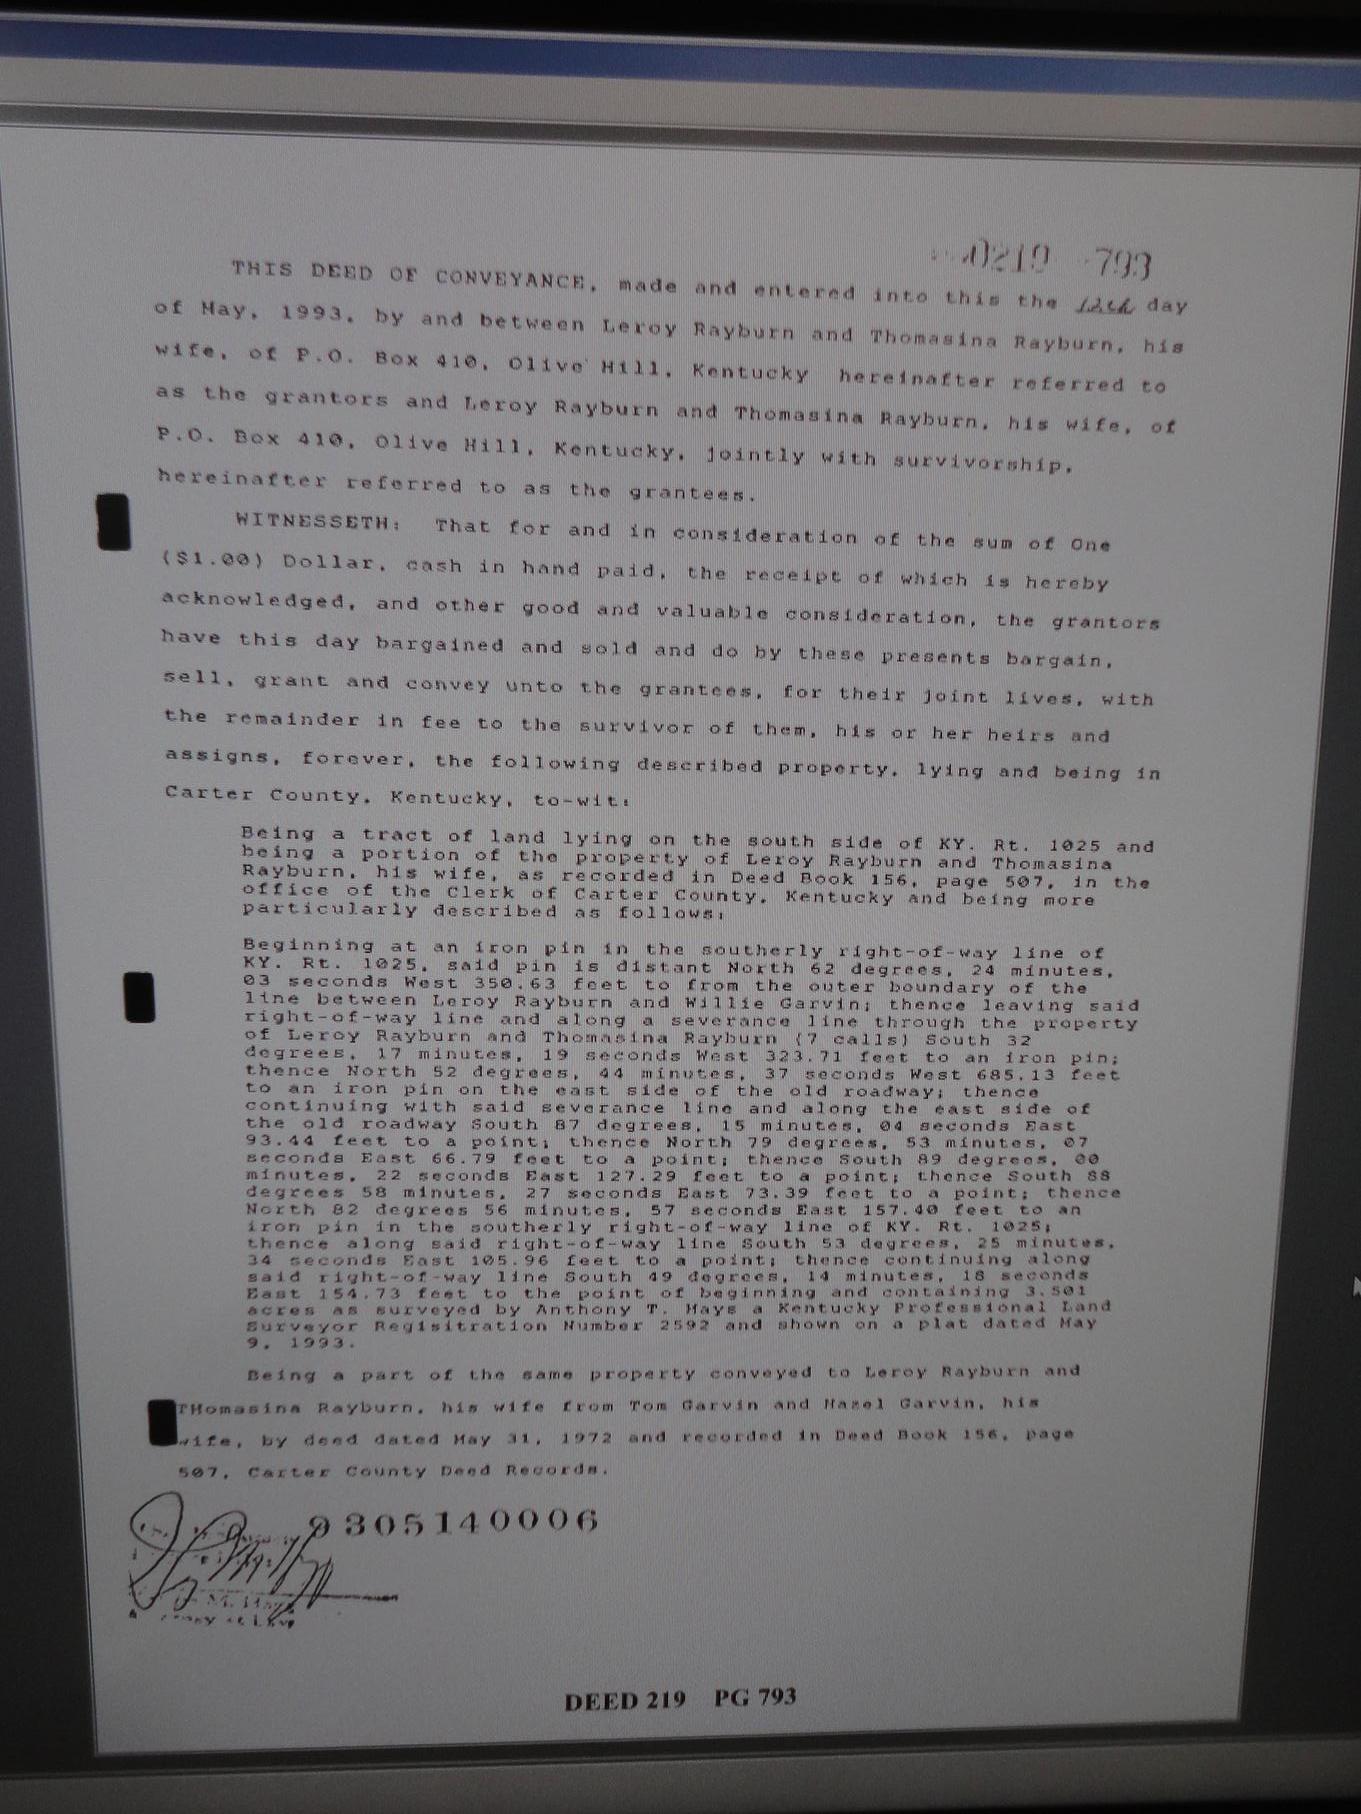 0219 793
THIS DEED OF CONVEYANCE, made and entered into this the 12th day
of May, 1993, by and between Leroy Rayburn and Thomasina Rayburn, his
wife, of P.O. Box 410, Olive Hill, Kentucky hereinafter referred to
as the grantors and Leroy Rayburn and Thomasina Rayburn, his wife, of
P.O. Box 410, Olive Hill, Kentucky, jointly with survivorship,
hereinafter referred to as the grantees.
WITNESSETH: That for and in consideration of the sum of One
($1.00) Dollar, cash in hand paid, the receipt of which is hereby
acknowledged, and other good and valuable consideration, the grantors
have this day bargained and sold and do by these presents bargain,
sell, grant and convey unto the grantees, for their joint lives, with
the remainder in fee to the survivor of them, his or her heirs and
assigns, forever, the following described property, lying and being in
Carter County, Kentucky, to-wit:
Being a tract of land lying on the south side of KY. Rt. 1025 and
being a portion of the property of Leroy Rayburn and Thomasina
Rayburn, his wife, as recorded in Deed Book 156, page 507, in the
office of the Clerk of Carter County, Kentucky and being more
particularly described as follows:
Beginning at an iron pin in the southerly right-of-way line of
KY. Rt. 1025, said pin is distant North 62 degrees, 24 minutes,
03 seconds West 350.63 feet to from the outer boundary of the
line between Leroy Rayburn and Willie Garvin; thence leaving said
right-of-way line and along a severance line through the property
of Leroy Rayburn and Thomasina Rayburn (7 calls) South 32
degrees, 17 minutes, 19 seconds West 323.71 feet to an iron pin;
thence North 52 degrees, 44 minutes, 37 seconds West 685.13 feet
to an iron pin on the east side of the old roadway; thence
continuing with said severance line and along the east side of
the old roadway South 87 degrees, 15 minutes, 04 seconds East
93.44 feet to a point; thence North 79 degrees, 53 minutes, 07
seconds East 66.79 feet to a point; thence South 89 degrees, 00
minutes, 22 seconds East 127.29 feet to a point; thence South 88
degrees 58 minutes, 27 seconds East 73.39 feet to a point; thence
North 82 degrees 56 minutes, 57 seconds East 157.40 feet to an
iron pin in the southerly right-of-way line of KY. Rt. 1025;
thence along said right-of-way line South 53 degrees, 25 minutes,
34 seconds East 105.96 feet to a point; thence continuing along
said right-of-way line South 49 degrees, 14 minutes, 18 seconds
East 154.73 feet to the point of beginning and containing 3.501
acres as surveyed by Anthony T. Hays a Kentucky Professional Land
Surveyor Regisitration Number 2592 and shown on a plat dated May
9, 1993.
Being a part of the same property conveyed to Leroy Rayburn and
THomasina Rayburn, his wife from Tom Garvin and Hazel Garvin, his
wife, by deed dated May 31, 1972 and recorded in Deed Book 156, page
507, Carter County Deed Records.
9305140006
DEED 219 PG 793